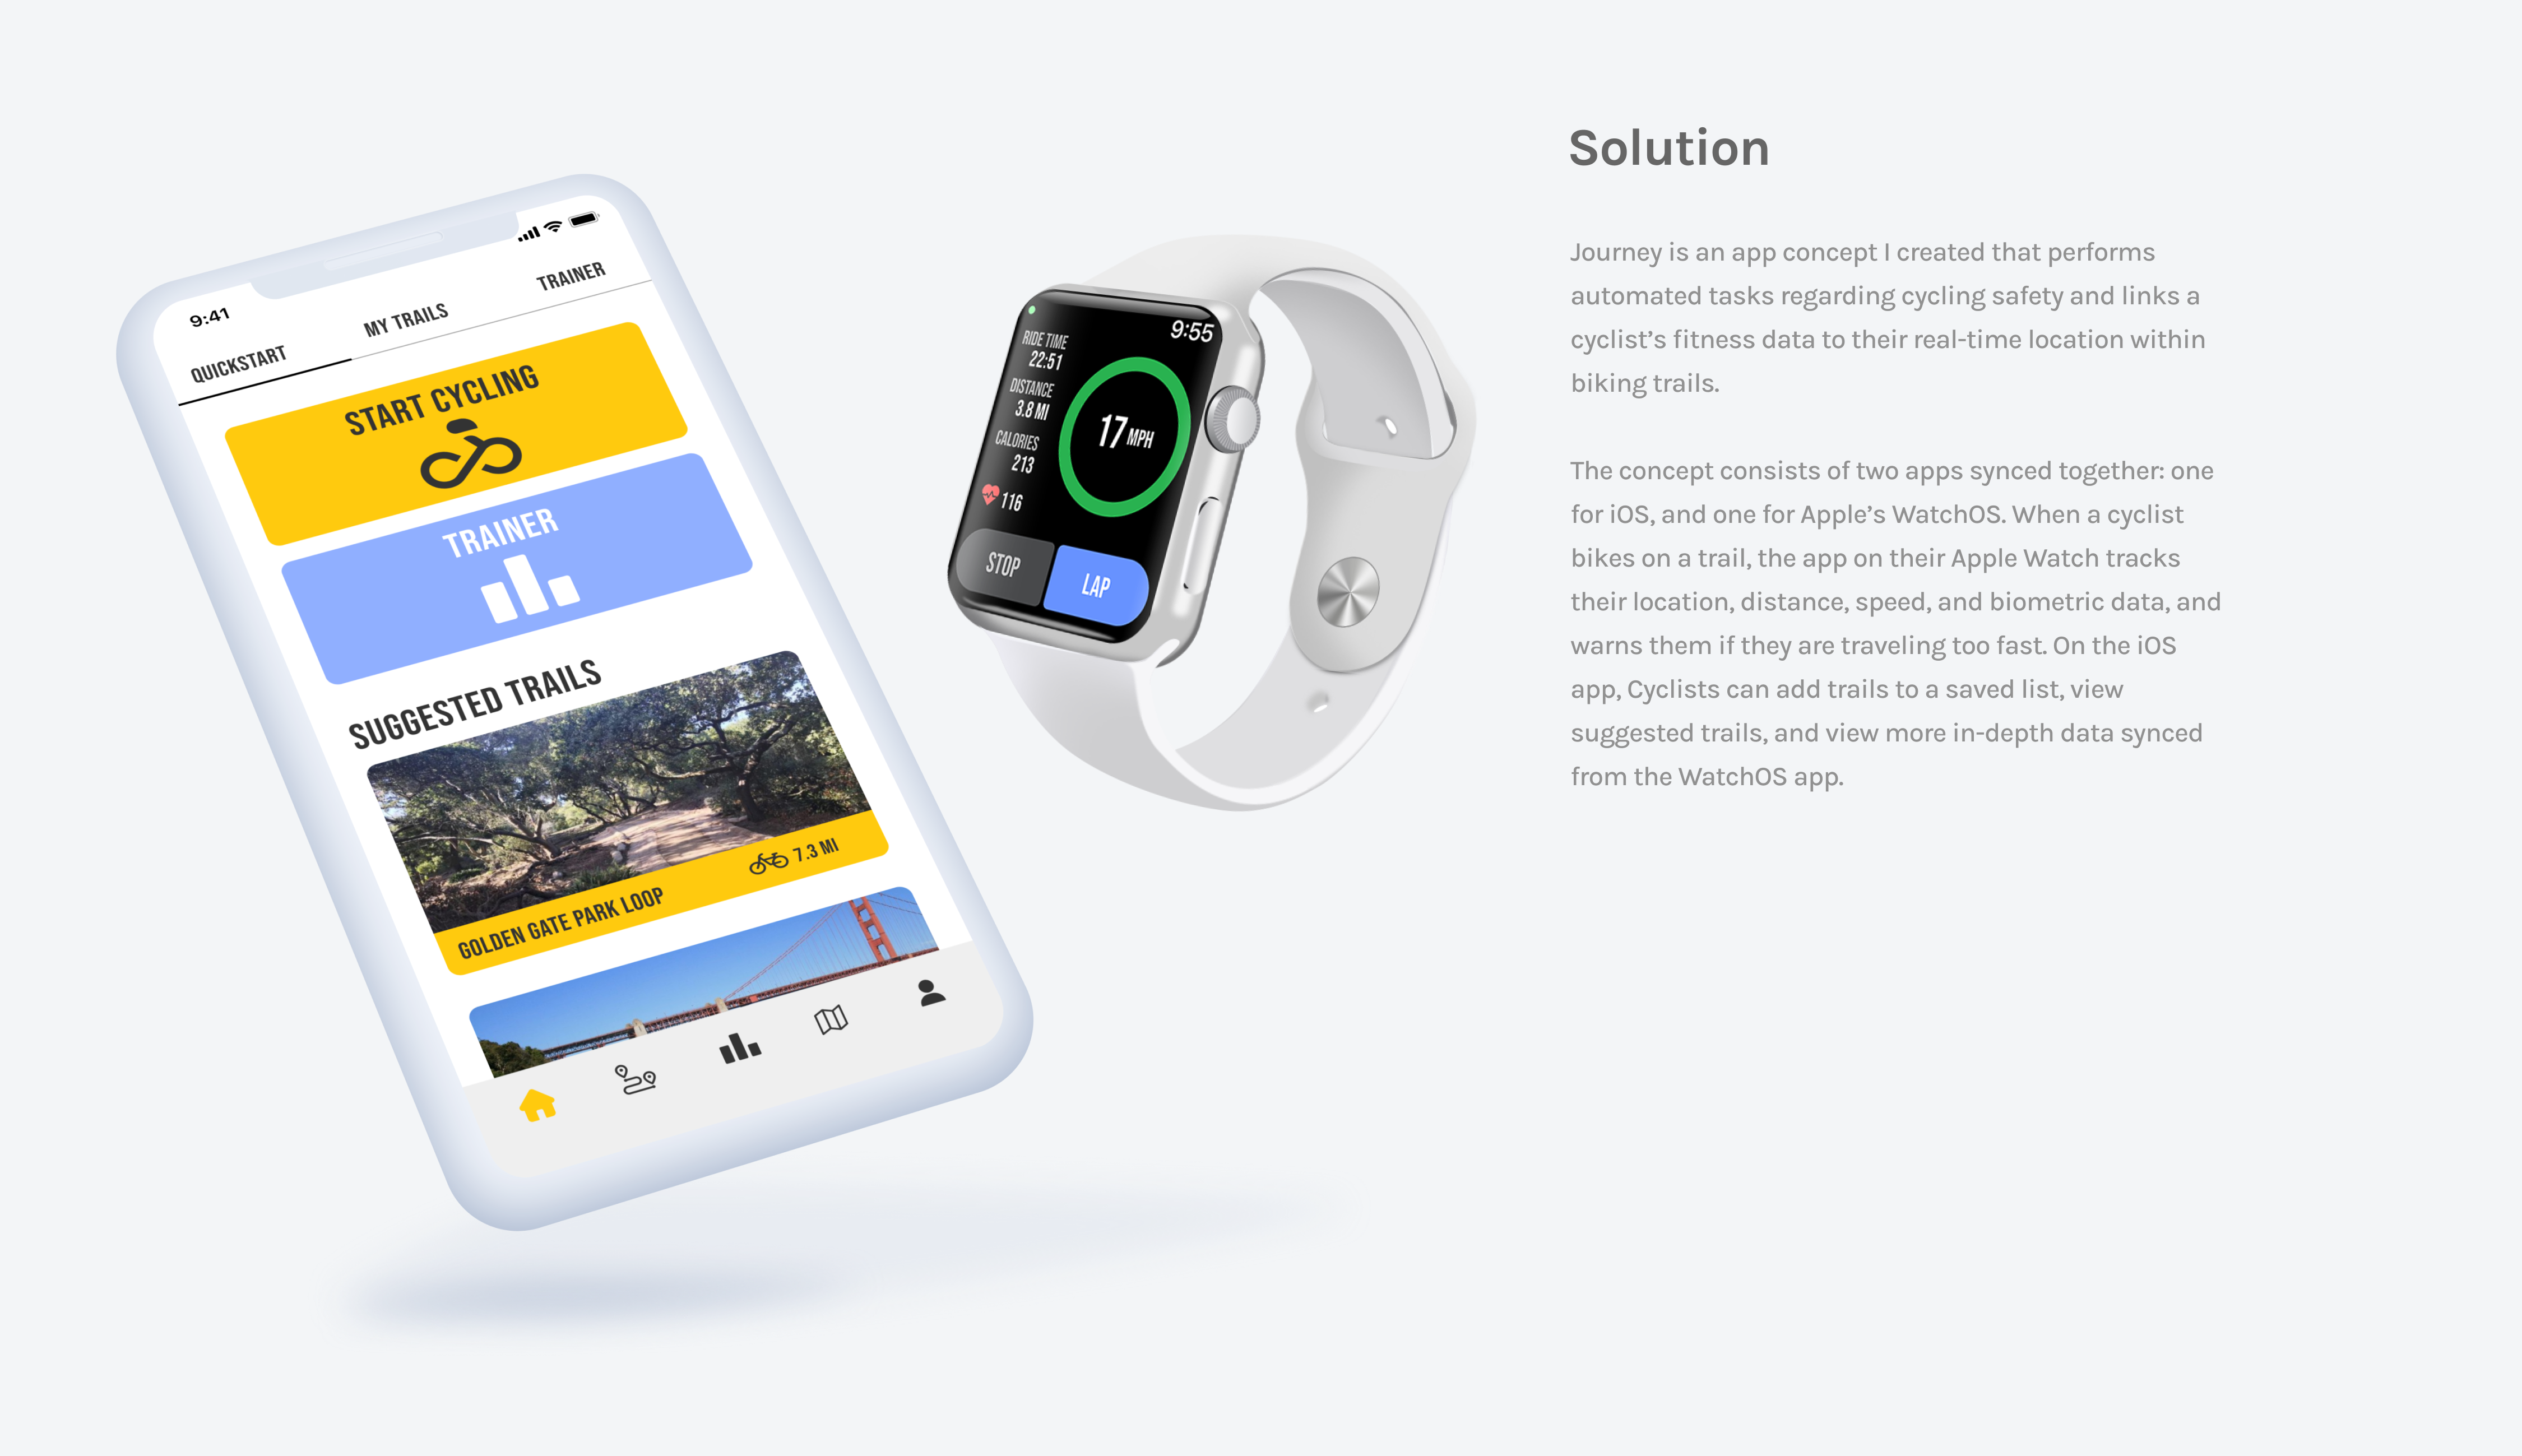 9:41
QUICKSTART
MY TRAILS
TRAINER
START CYCLING
TRAINER
SUGGESTED TRAILS
GOLDEN GATE PARK LOOP
7.3 MI
9:55
RIDE TIME
22:51
DISTANCE
3.8 MI
CALORIES
213
116
17 MPH
STOP
LAP
Solution
Journey is an app concept I created that performs
automated tasks regarding cycling safety and links a
cyclist’s fitness data to their real-time location within
biking trails.
The concept consists of two apps synced together: one
for iOS, and one for Apple’s WatchOS. When a cyclist
bikes on a trail, the app on their Apple Watch tracks
their location, distance, speed, and biometric data, and
warns them if they are traveling too fast. On the iOS
app, Cyclists can add trails to a saved list, view
suggested trails, and view more in-depth data synced
from the WatchOS app.